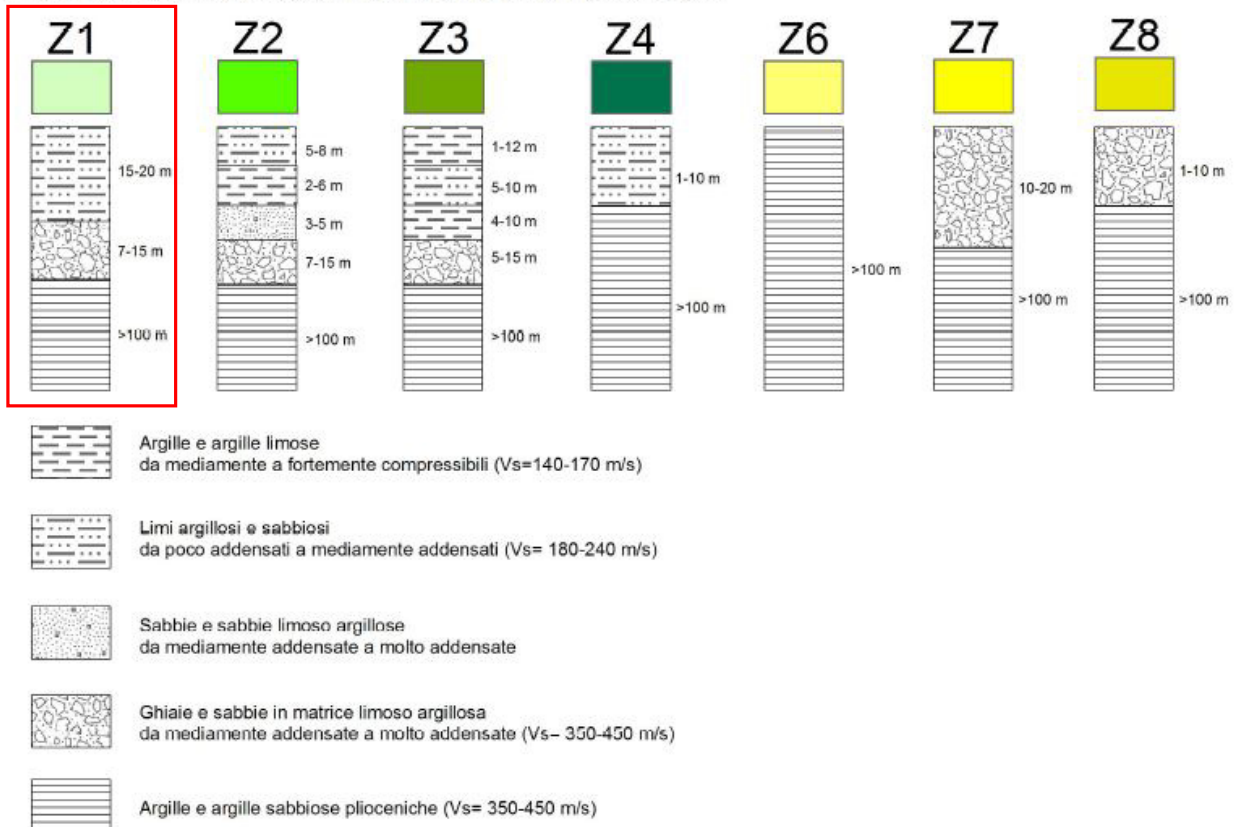 Z1 Z2 Z3 Z4 Z6 Z7 Z8
15-20 m
7-15 m
>100 m
5-8 m
2-6 m
3-5 m
7-15 m
>100 m
1-12 m
5-10 m
4-10 m
5-15 m
>100 m
1-10 m
>100 m
>100 m
10-20 m
>100 m
1-10 m
>100 m
Argille e argille limose
da mediamente a fortemente compressibili (Vs=140-170 m/s)
Limi argillosi e sabbiosi
da poco addensati a mediamente addensati (Vs= 180-240 m/s)
Sabbie e sabbie limoso argillose
da mediamente addensate a molto addensate
Ghiaie e sabbie in matrice limoso argillosa
da mediamente addensate a molto addensate (Vs= 350-450 m/s)
Argille e argille sabbiose plioceniche (Vs= 350-450 m/s)